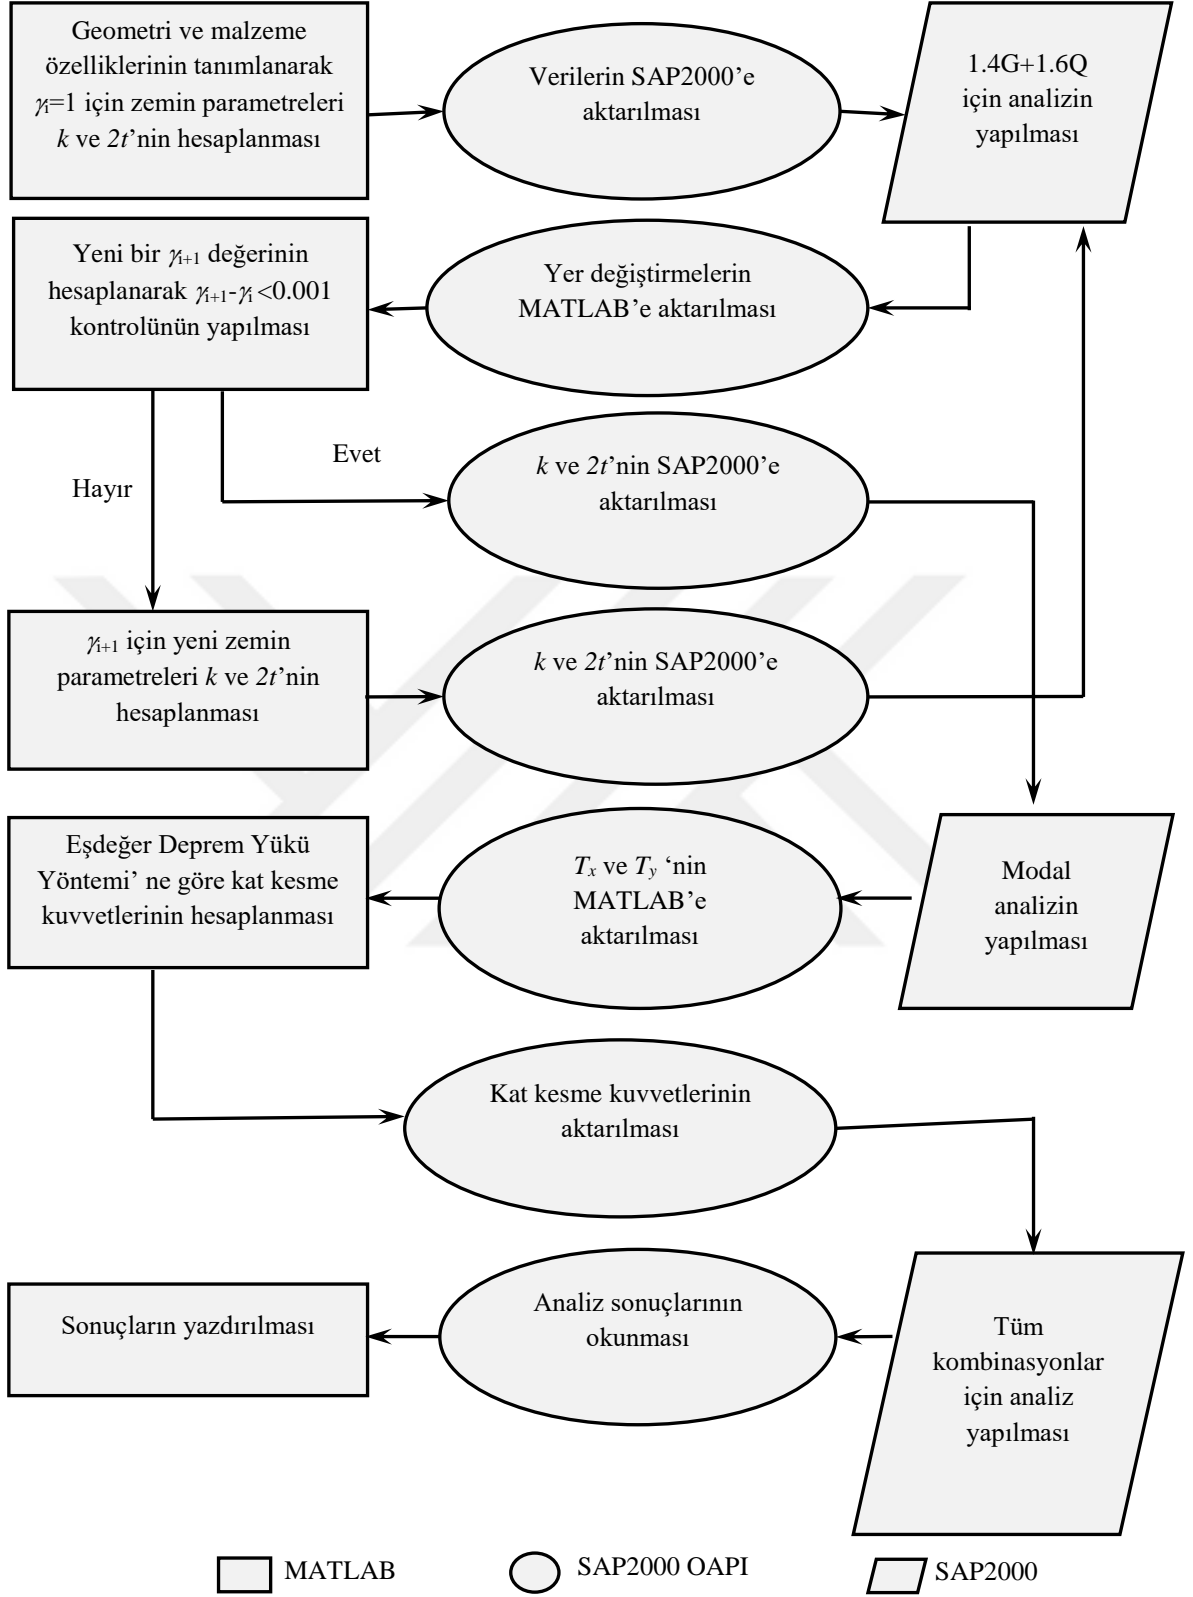 Geometri ve malzeme
özelliklerinin tanımlanarak
γi=1 için zemin parametreleri
k ve 2t’nin hesaplanması
Verilerin SAP2000’e
aktarılması
1.4G+1.6Q
için analizin
yapılması
Yeni bir γi+1 değerinin
hesaplanarak γi+1-γi <0.001
kontrolünün yapılması
Yer değiştirmelerin
MATLAB’e aktarılması
Evet
Hayır
k ve 2t’nin SAP2000’e
aktarılması
γi+1 için yeni zemin
parametreleri k ve 2t’nin
hesaplanması
k ve 2t’nin SAP2000’e
aktarılması
Eşdeğer Deprem Yükü
Yöntemi’ ne göre kat kesme
kuvvetlerinin hesaplanması
Tx ve Ty ‘nin
MATLAB’e
aktarılması
Modal
analizin
yapılması
Kat kesme kuvvetlerinin
aktarılması
Sonuçların yazdırılması
Analiz sonuçlarının
okunması
Tüm
kombinasyonlar
için analiz
yapılması
MATLAB
SAP2000 OAPI
SAP2000